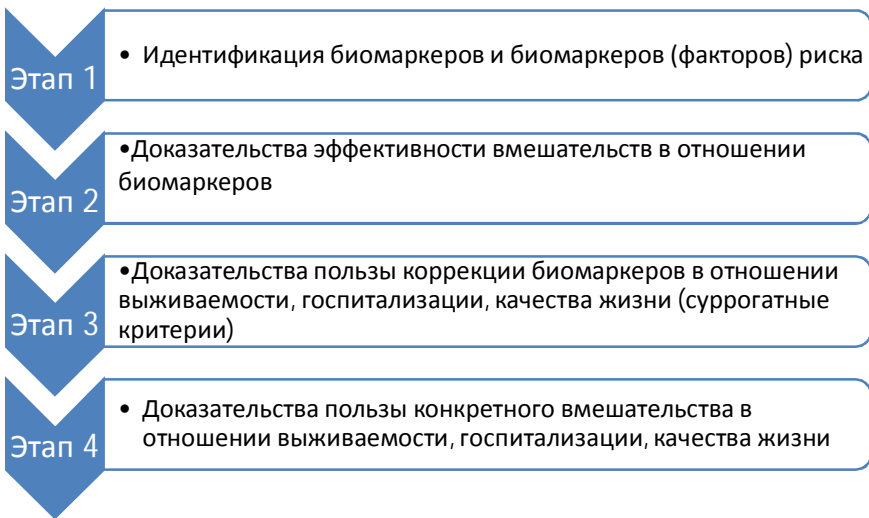 Этап 1
• Идентификация биомаркеров и биомаркеров (факторов) риска
Этап 2
•Доказательства эффективности вмешательств в отношении
биомаркеров
Этап 3
•Доказательства пользы коррекции биомаркеров в отношении
выживаемости, госпитализации, качества жизни (суррогатные
критерии)
Этап 4
• Доказательства пользы конкретного вмешательства в
отношении выживаемости, госпитализации, качества жизни